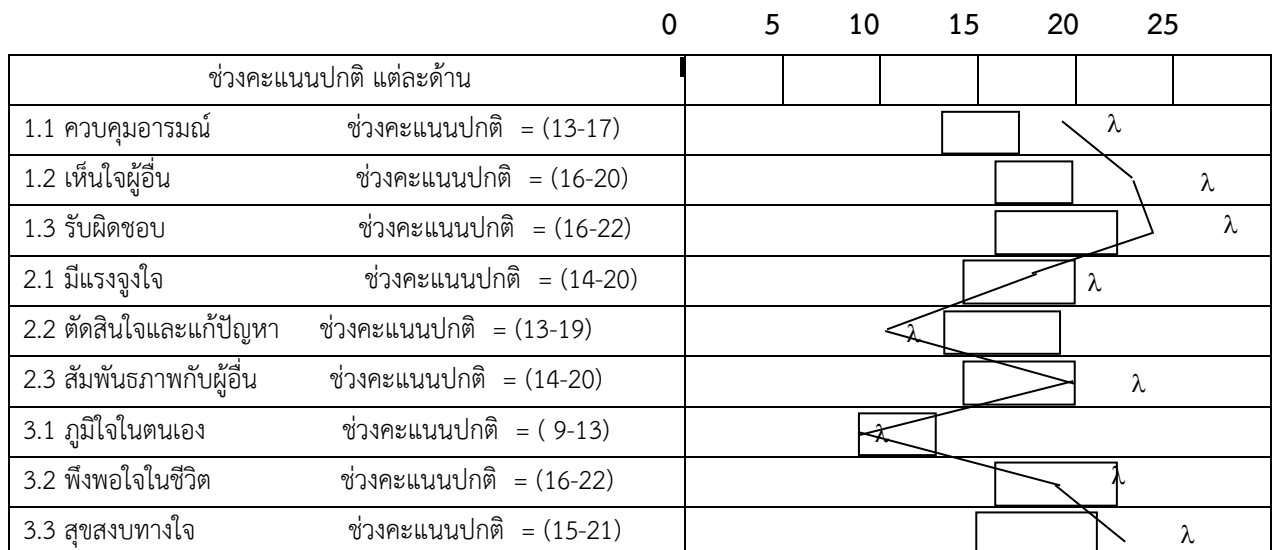 0 5 10 15 20 25
ช่วงคะแนนปกติ แต่ละด้าน
1.1 ควบคุมอารมณ์ ช่วงคะแนนปกติ = (13-17) λ
1.2 เห็นใจผู้อื่น ช่วงคะแนนปกติ = (16-20) λ
1.3 รับผิดชอบ ช่วงคะแนนปกติ = (16-22) λ
2.1 มีแรงจูงใจ ช่วงคะแนนปกติ = (14-20) λ
2.2 ตัดสินใจและแก้ปัญหา ช่วงคะแนนปกติ = (13-19) λ
2.3 สัมพันธภาพกับผู้อื่น ช่วงคะแนนปกติ = (14-20) λ
3.1 ภูมิใจในตนเอง ช่วงคะแนนปกติ = ( 9-13) λ
3.2 พึงพอใจในชีวิต ช่วงคะแนนปกติ = (16-22) λ
3.3 สุขสงบทางใจ ช่วงคะแนนปกติ = (15-21) λ